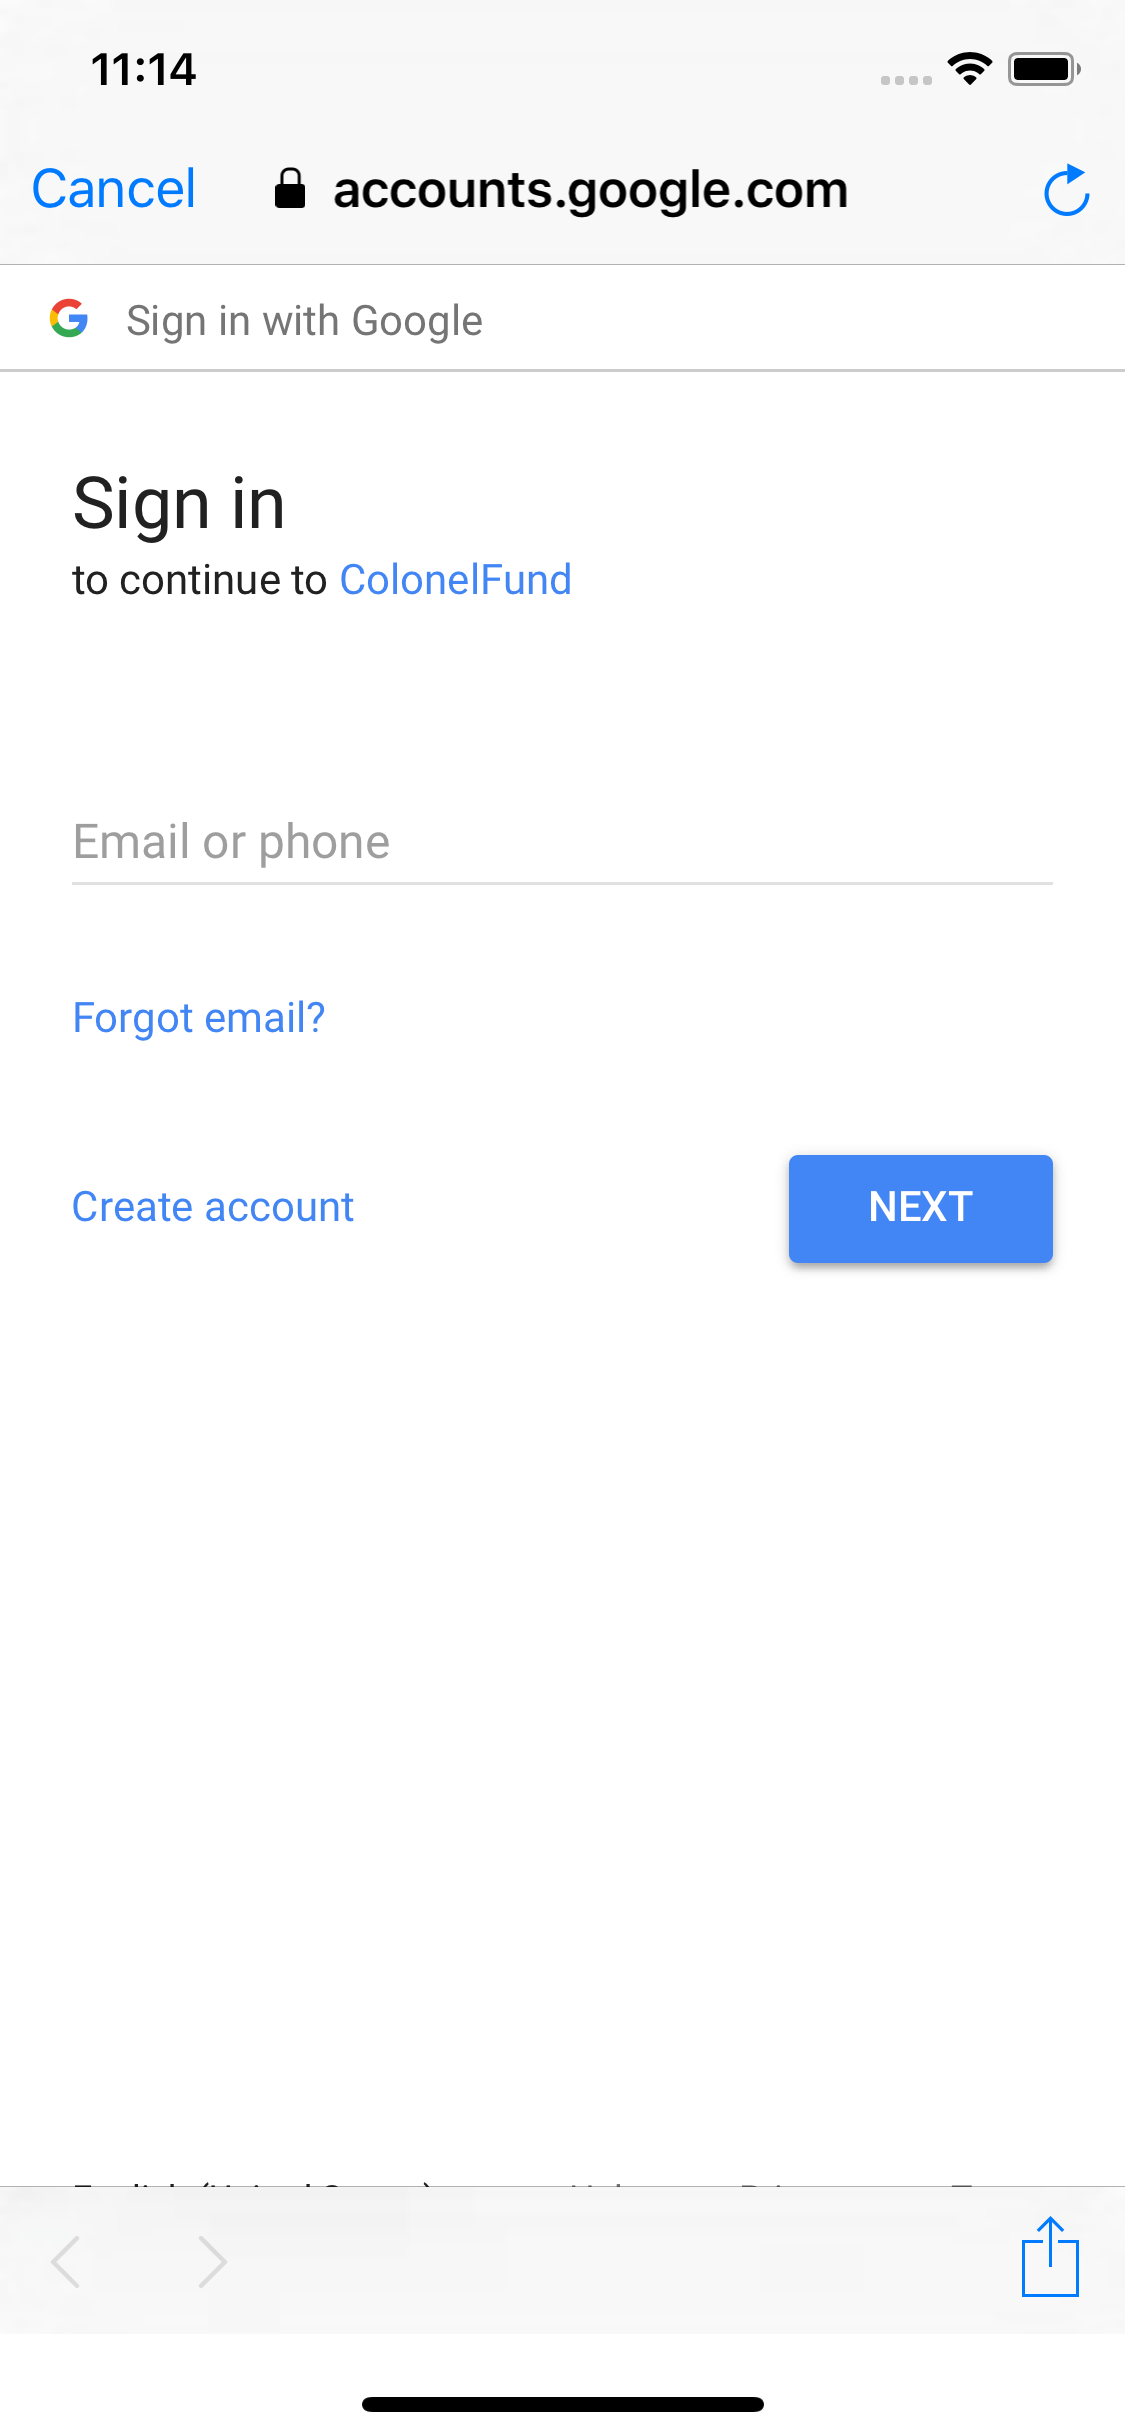 11:14
Cancel accounts.google.com
Sign in with Google
Sign in
to continue to ColonelFund
Email or phone
Forgot email?
Create account NEXT